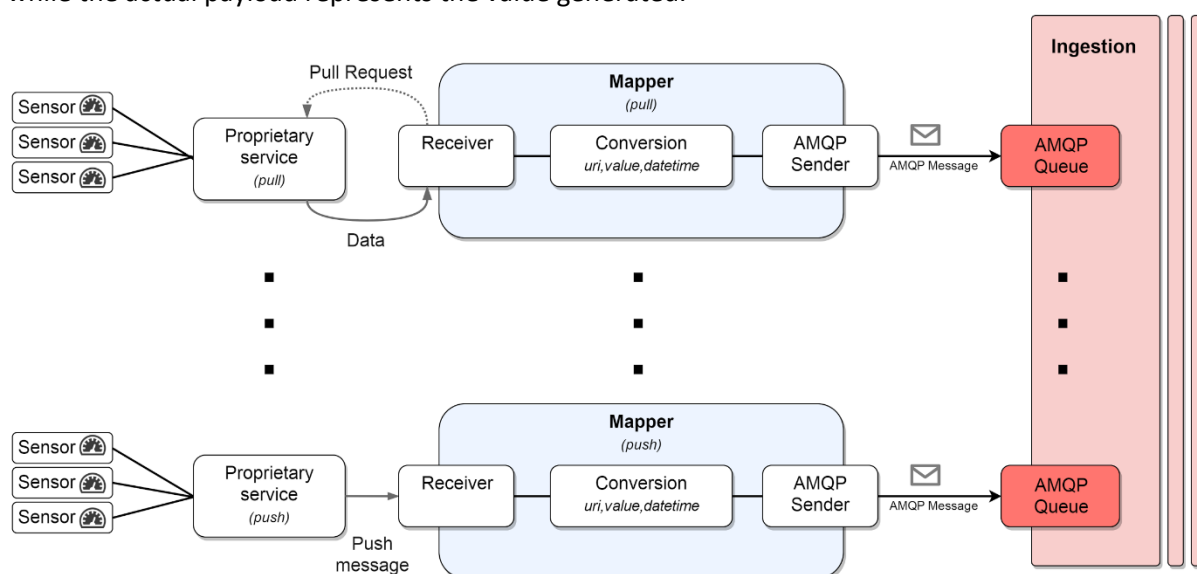 while the actual payload represents the value generated.
Ingestion
Pull Request
Mapper
(pull)
Sensor
Sensor
Sensor
Proprietary
service
(pull)
Receiver
Conversion
uri,value,datetime
AMQP
Sender
AMQP Message
AMQP
Queue
Data
Mapper
(push)
Sensor
Sensor
Sensor
Proprietary
service
(push)
Receiver
Conversion
uri,value,datetime
AMQP
Sender
AMQP Message
AMQP
Queue
Push
message